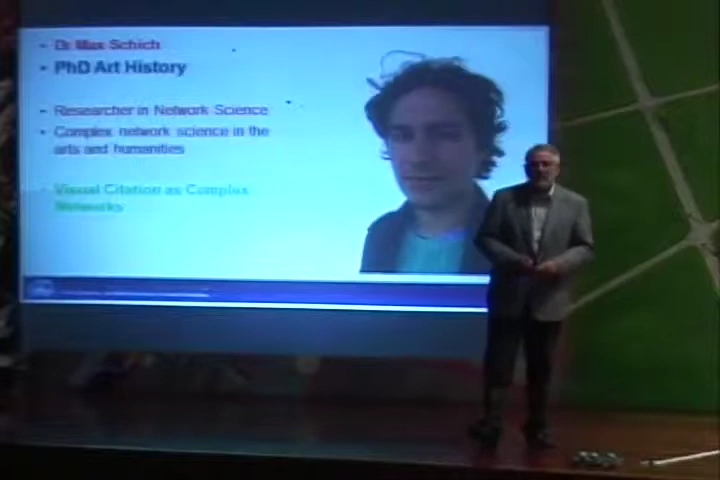 Dr Max Schich
PhD Art History
Researcher in Network Science
Complex network science in the
arts and humanities
Visual Citation as Complex
Networks